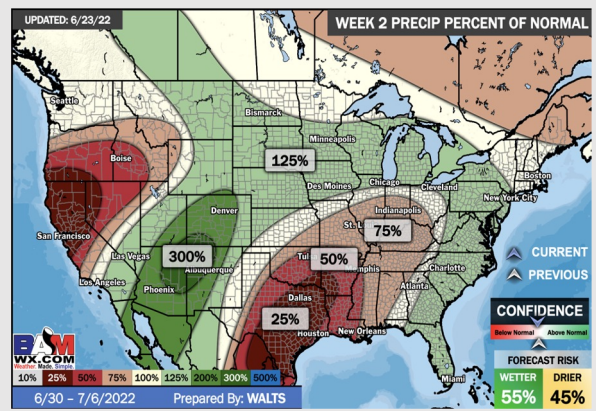 UPDATED: 6/23/22
WEEK 2 PRECIP PERCENT OF NORMAL
Seattle
Bismarck
Minneapolis
Boise
125%
Boston
Des Moines
Chicago
Cleveland
New York City
Denver
Indianapolis
St. L
75%
San Francisco
Las Vegas
300%
Tuls
50%
Albuquerque
Memphis
Charlotte
CURRENT
Los Angeles
Phoenix
Atlanta
PREVIOUS
Dallas
25%
CONFIDENCE
Houston
New Orleans
Below Normal
Above Normal
BAM
WX.COM
Weather. Made. Simple.
FORECAST RISK
10% 25% 50% 75% 100% 125% 200% 300% 500%
Miami
WETTER
DRIER
55%
45%
6/30 – 7/6/2022
Prepared By: WALTS